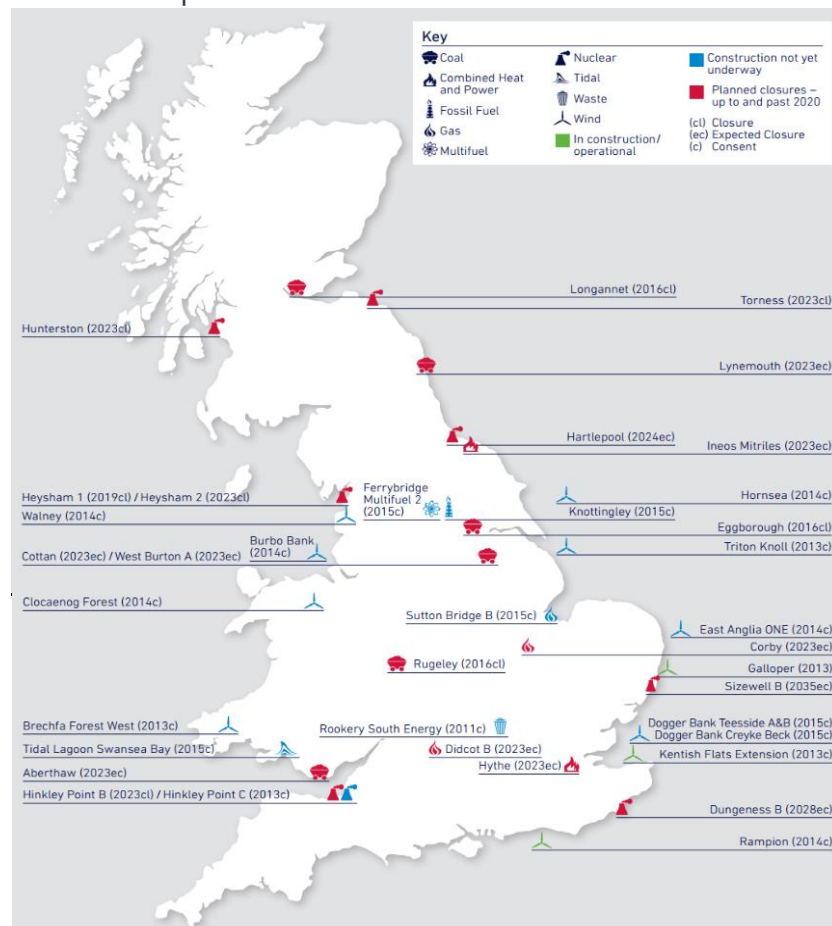 Key
Coal
Combined Heat
and Power
Fossil Fuel
Gas
Multifuel
Nuclear
Tidal
Waste
Wind
In construction/
operational
Construction not yet
underway
Planned closures –
up to and past 2020
(cl) Closure
(ec) Expected Closure
(c) Consent
Longannet (2016cl)
Torness (2023cl)
Hunterston (2023cl)
Lynemouth (2023ec)
Hartlepool (2024ec)
Ineos Mitriles (2023ec)
Heysham 1 (2019cl) / Heysham 2 (2023cl)
Walney (2014c)
Ferrybridge
Multifuel 2
(2015c)
Hornsea (2014c)
Knottingley (2015c)
Eggborough (2016cl)
Burbo Bank
(2014c)
Cottan (2023ec) / West Burton A (2023ec)
Triton Knoll (2013c)
Clocaenog Forest (2014c)
Sutton Bridge B (2015c)
East Anglia ONE (2014c)
Corby (2023ec)
Rugeley (2016cl)
Galloper (2013)
Sizewell B (2035ec)
Brechfa Forest West (2013c)
Rookery South Energy (2011c)
Dogger Bank Teesside A&B (2015c)
Dogger Bank Creyke Beck (2015c)
Tidal Lagoon Swansea Bay (2015c)
Didcot B (2023ec)
Kentish Flats Extension (2013c)
Hythe (2023ec)
Aberthaw (2023ec)
Hinkley Point B (2023cl) / Hinkley Point C (2013c)
Dungeness B (2028ec)
Rampion (2014c)